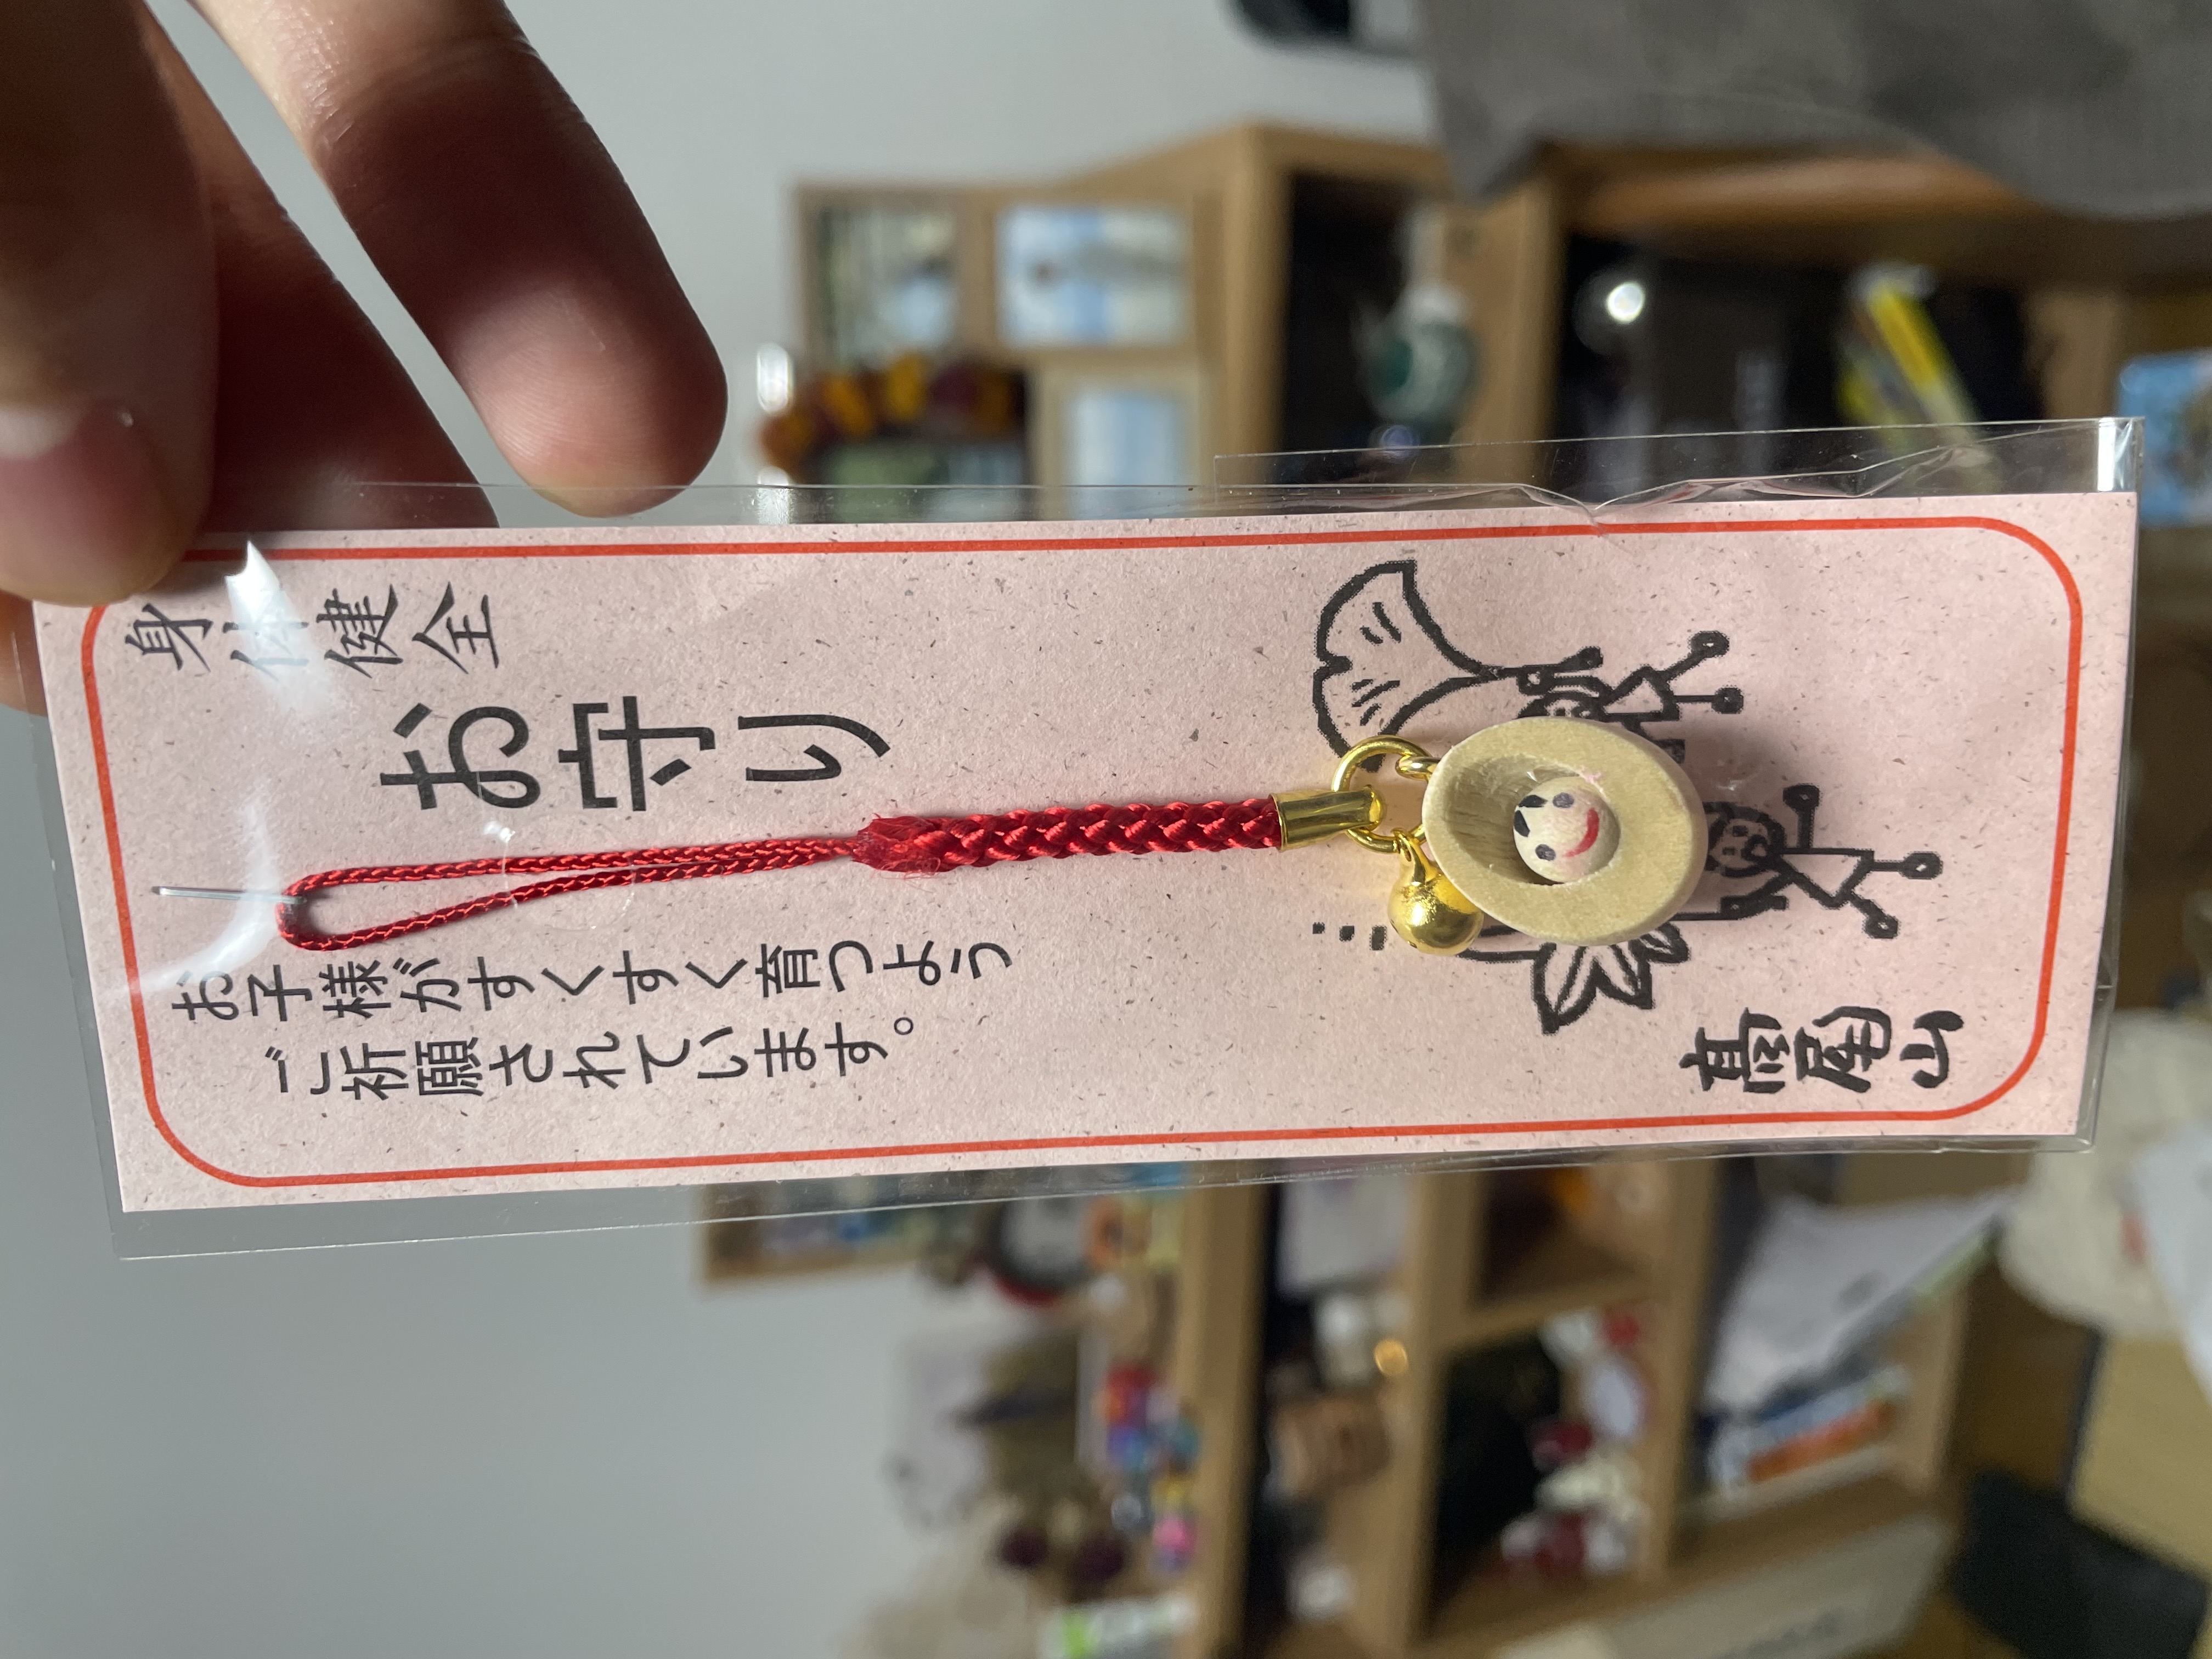 身体健全
お守り
お子様がすくすく育つよう
ご祈願されています。
高尾山